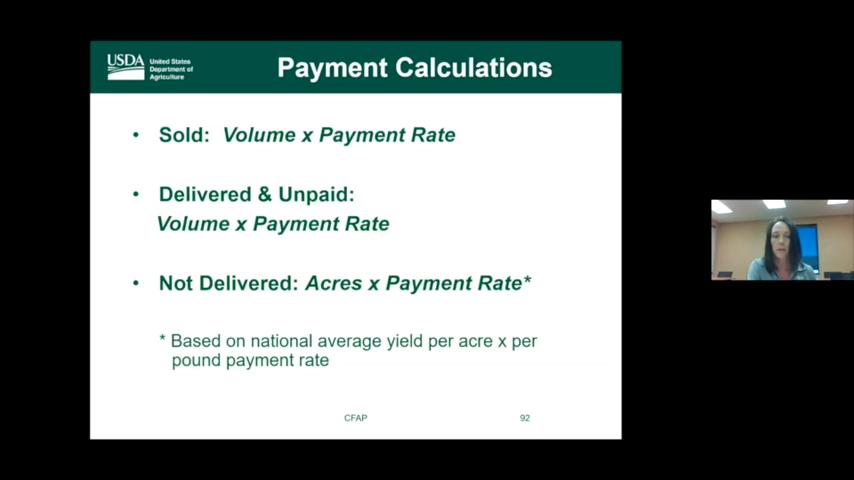 USDA
United States
Department of
Agriculture
Payment Calculations
• Sold: Volume x Payment Rate
• Delivered & Unpaid:
Volume x Payment Rate
• Not Delivered: Acres x Payment Rate*
* Based on national average yield per acre x per
pound payment rate
CFAP
92